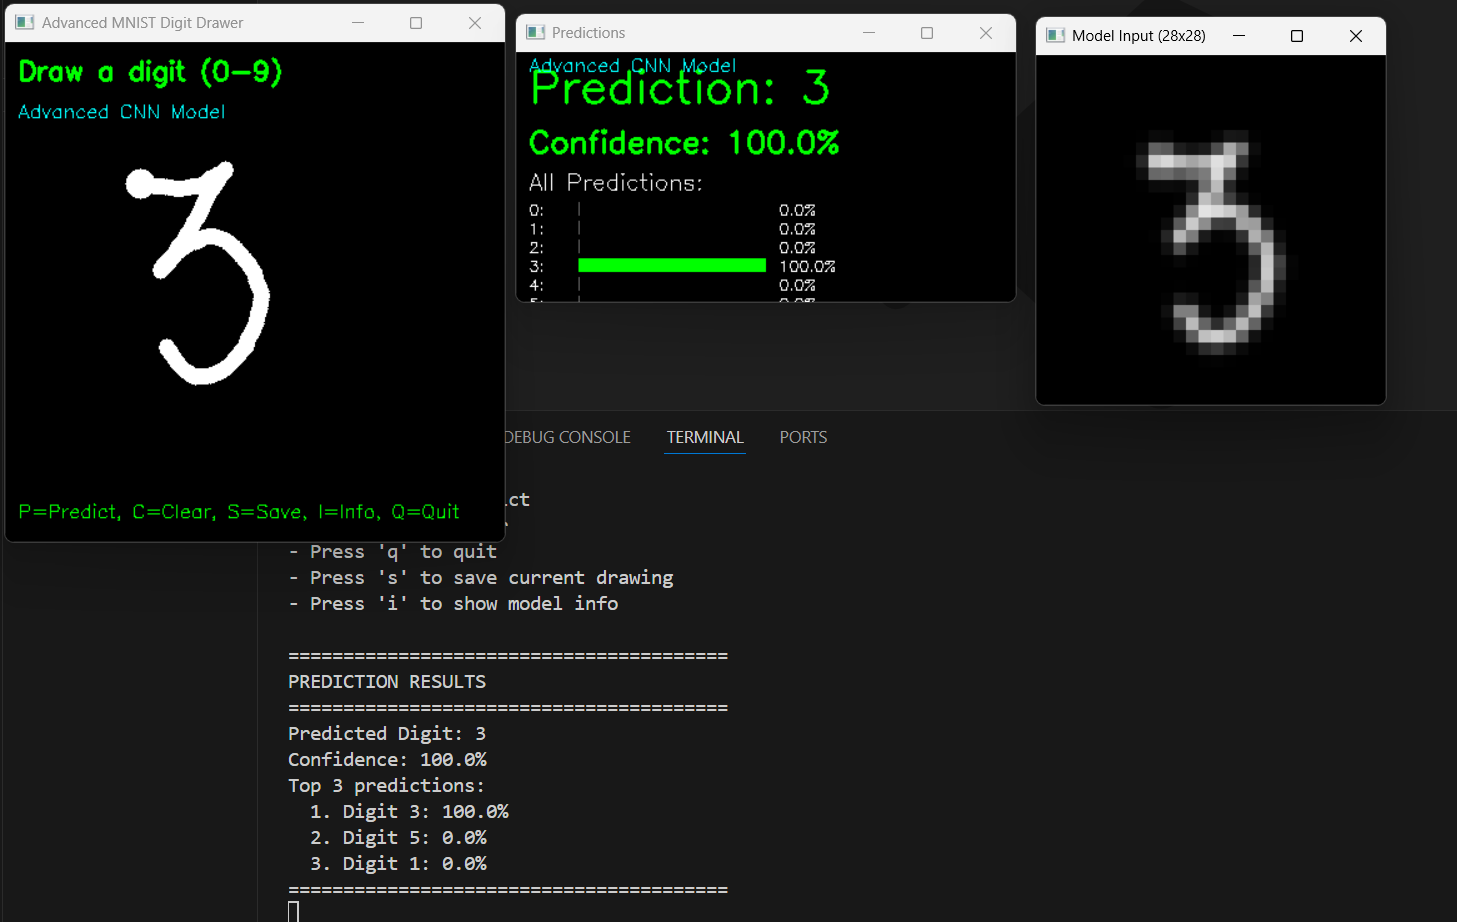 Advanced MNIST Digit Drawer
Draw a digit (0-9)
Advanced CNN Model
3
P=Predict, C=Clear, S=Save, I=Info, Q=Quit
Predictions
Advanced CNN Model
Prediction: 3
Confidence: 100.0%
All Predictions:
0: 0.0%
1: 0.0%
2: 0.0%
3: 100.0%
4: 0.0%
Model Input (28x28)
3
DEBUG CONSOLE TERMINAL PORTS
- Press 'q' to quit
- Press 's' to save current drawing
- Press 'i' to show model info
========================================
PREDICTION RESULTS
========================================
Predicted Digit: 3
Confidence: 100.0%
Top 3 predictions:
1. Digit 3: 100.0%
2. Digit 5: 0.0%
3. Digit 1: 0.0%
========================================